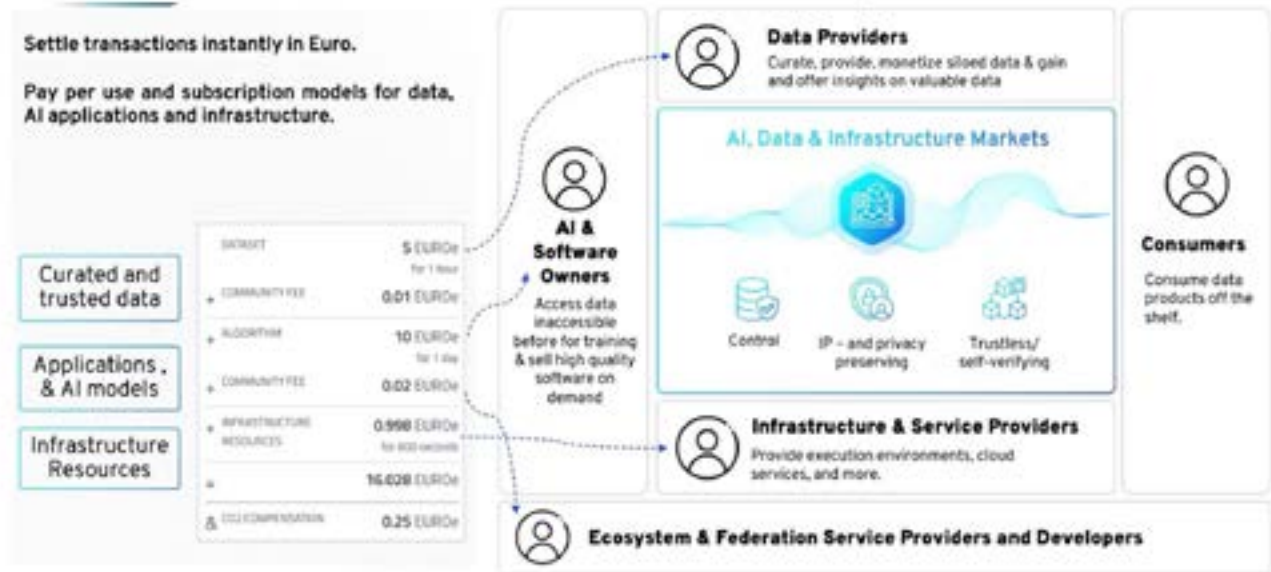 Settle transactions instantly in Euro.
Pay per use and subscription models for data,
AI applications and infrastructure.
Curated and
trusted data
Applications,
& AI models
Infrastructure
Resources
DATASET 5 EUROe
for 1 hour
+ COMMUNITY FEE 0.01 EUROe
+ ALGORITHM 10 EUROe
for 1 day
+ COMMUNITY FEE 0.02 EUROe
+ INFRASTRUCTURE 0.998 EUROe
RESOURCES for 600 seconds
= 16.028 EUROe
& CO2 COMPENSATION 0.25 EUROe
AI &
Software
Owners
Access data
inaccessible
before for training
& sell high quality
software on
demand
Data Providers
Curate, provide, monetize siloed data & gain
and offer insights on valuable data
AI, Data & Infrastructure Markets
Control
IP - and privacy
preserving
Trustless/
self-verifying
Infrastructure & Service Providers
Provide execution environments, cloud
services, and more.
Consumers
Consume data
products off the
shelf.
Ecosystem & Federation Service Providers and Developers